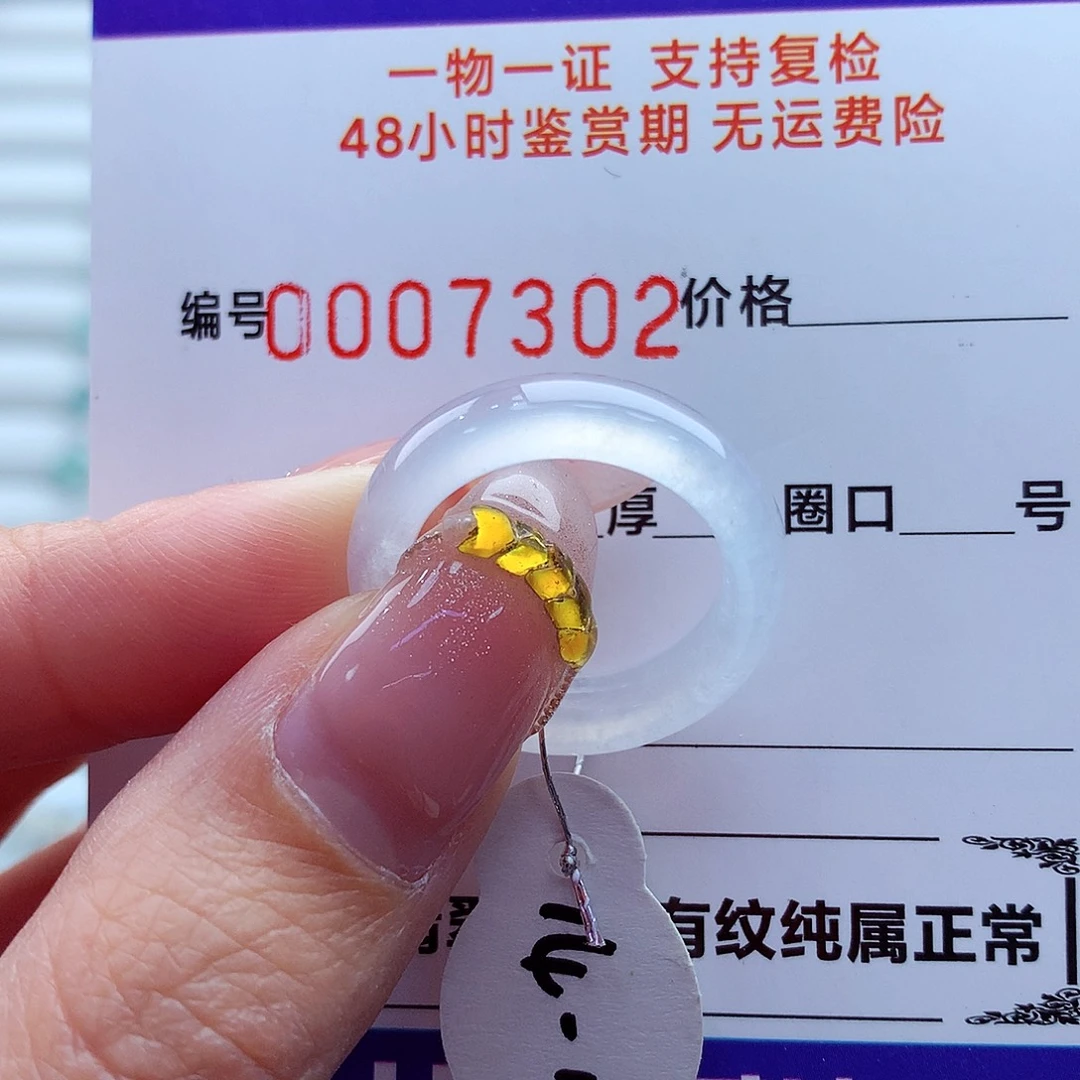 一物一证 支持复检
48小时鉴赏期 无运费险
编号0007302价格
厚 圈口 号
有纹纯属正常